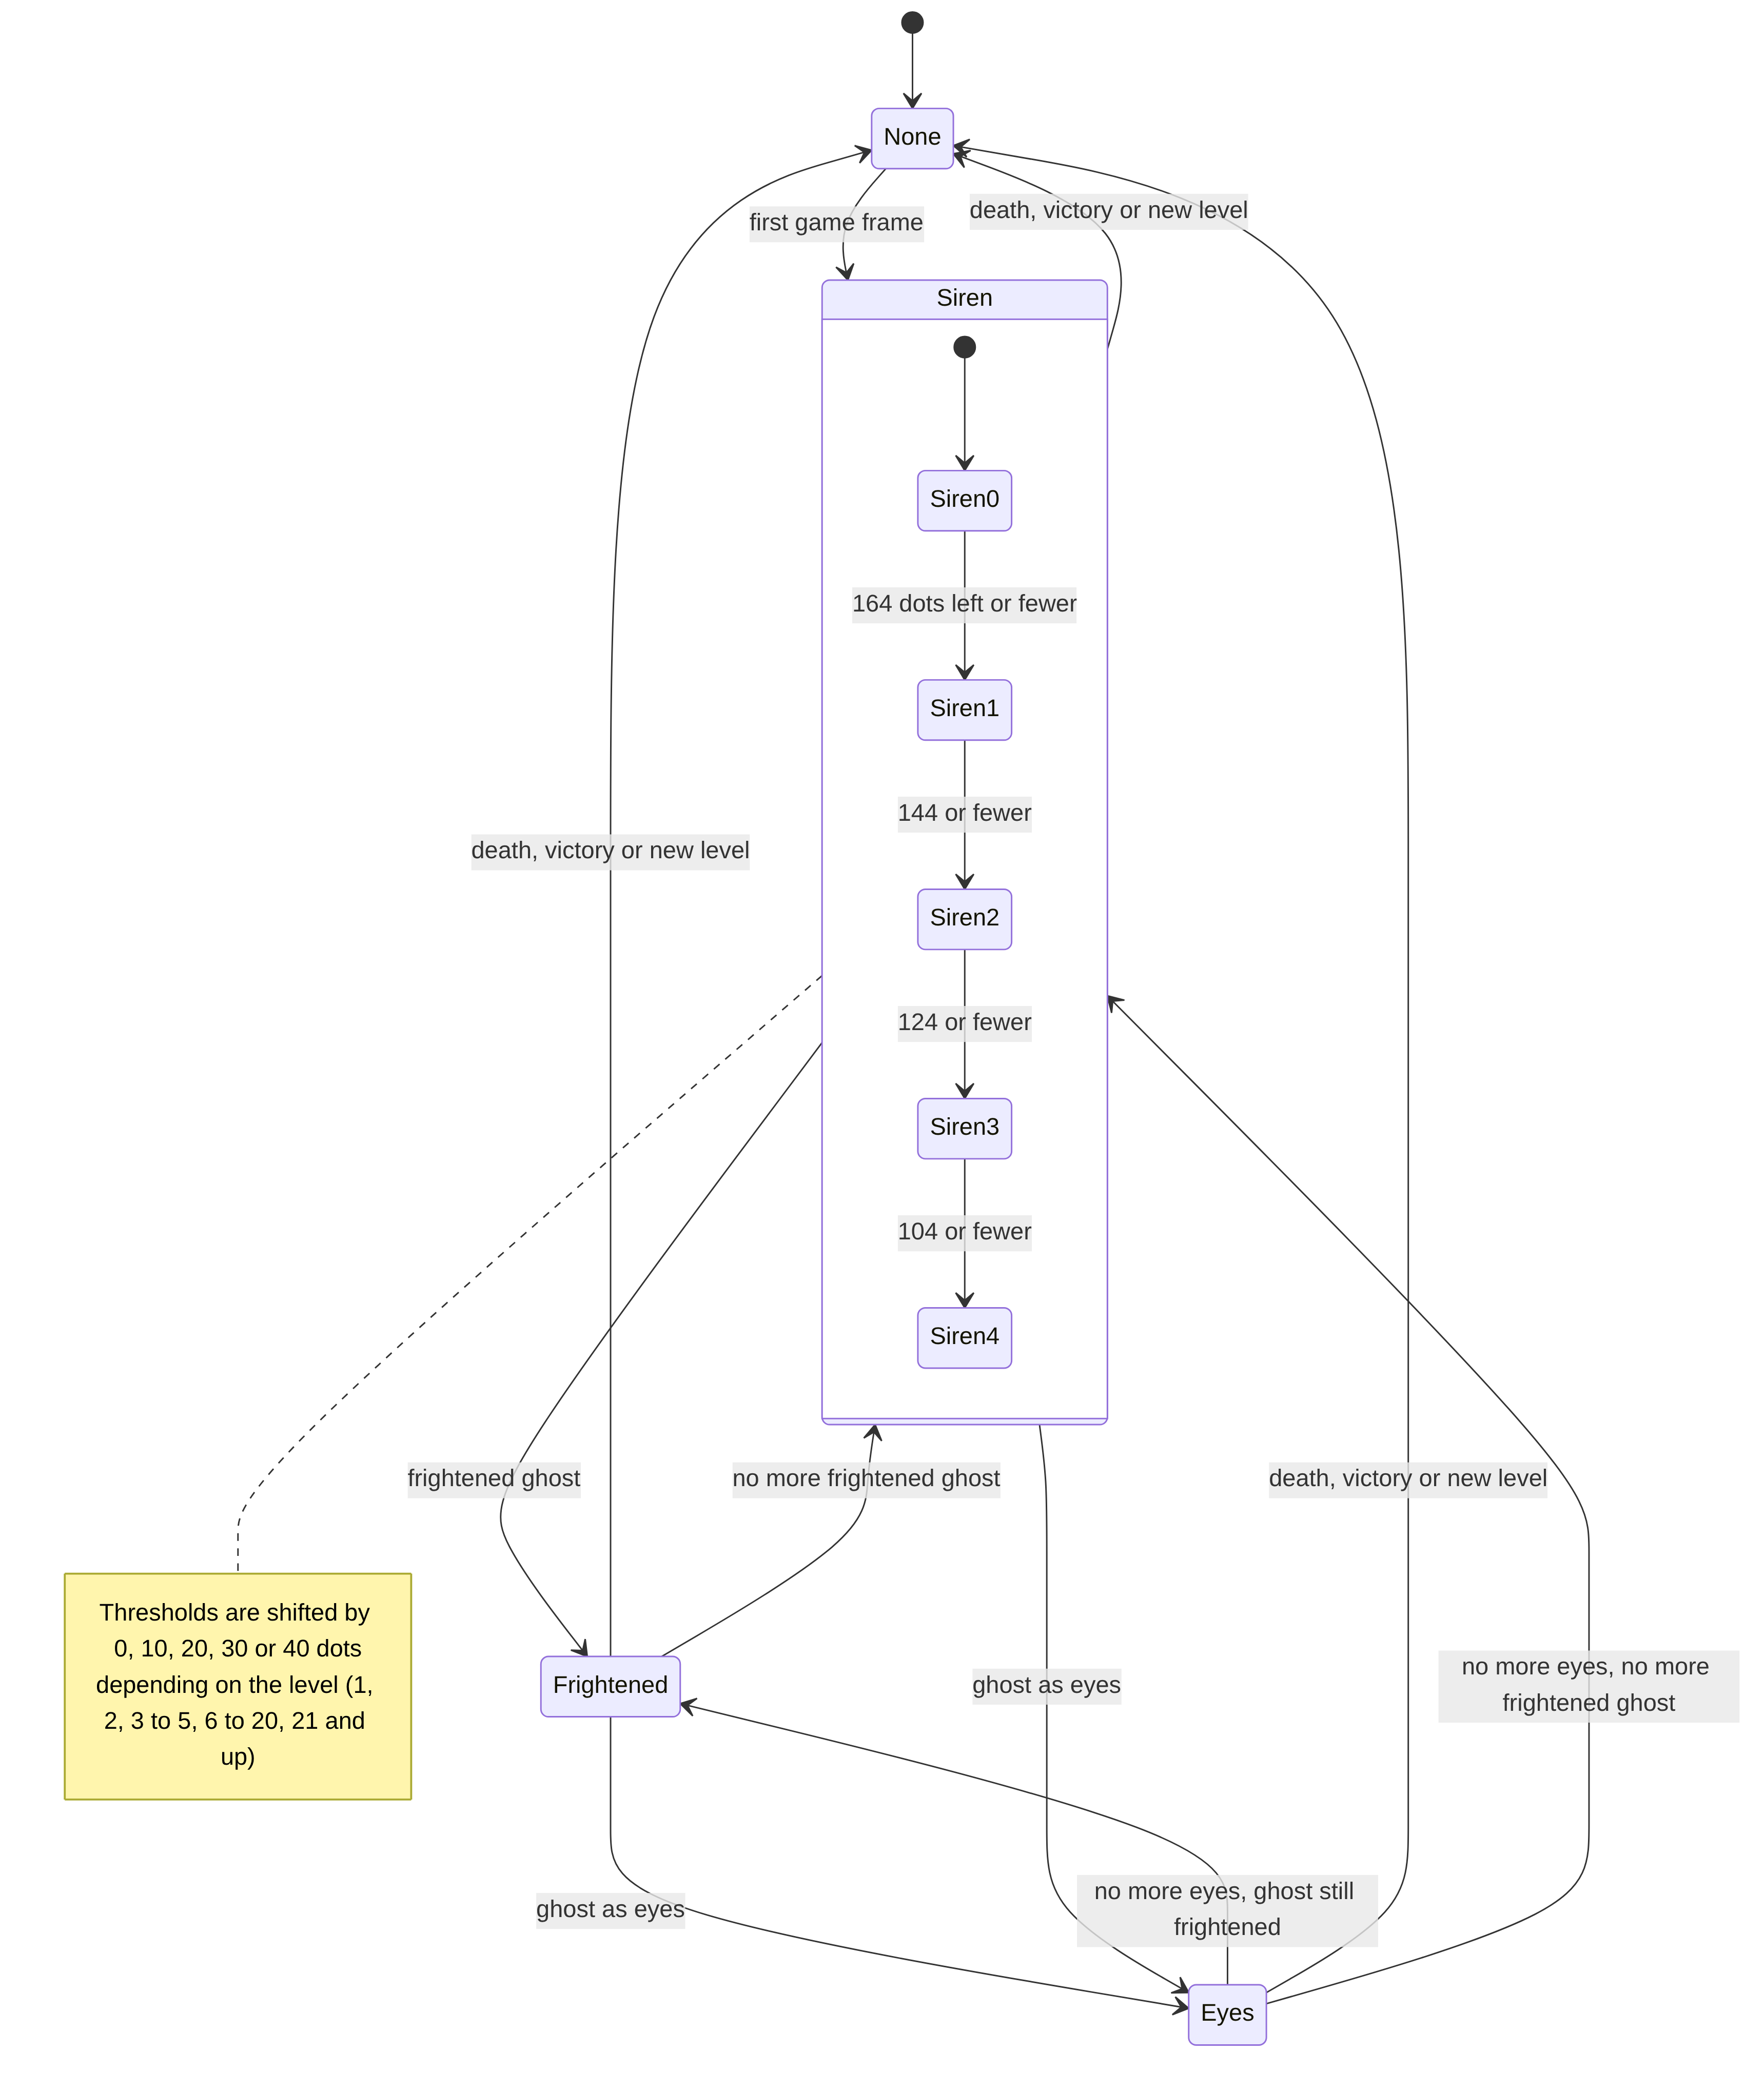 None
first game frame
death, victory or new level
Siren
Siren0
164 dots left or fewer
Siren1
144 or fewer
death, victory or new level
Siren2
124 or fewer
Siren3
104 or fewer
Siren4
frightened ghost
no more frightened ghost
death, victory or new level
Thresholds are shifted by
0, 10, 20, 30 or 40 dots
depending on the level (1,
2, 3 to 5, 6 to 20, 21 and
up)
Frightened
ghost as eyes
no more eyes, no more
frightened ghost
ghost as eyes
no more eyes, ghost still
frightened
Eyes